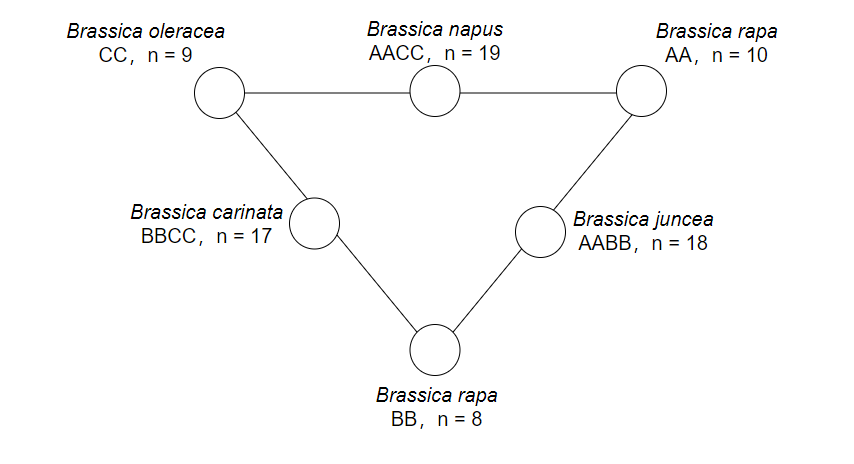 Brassica oleracea
CC, n = 9
Brassica napus
AACC, n = 19
Brassica rapa
AA, n = 10
Brassica carinata
BBCC, n = 17
Brassica juncea
AABB, n = 18
Brassica rapa
BB, n = 8